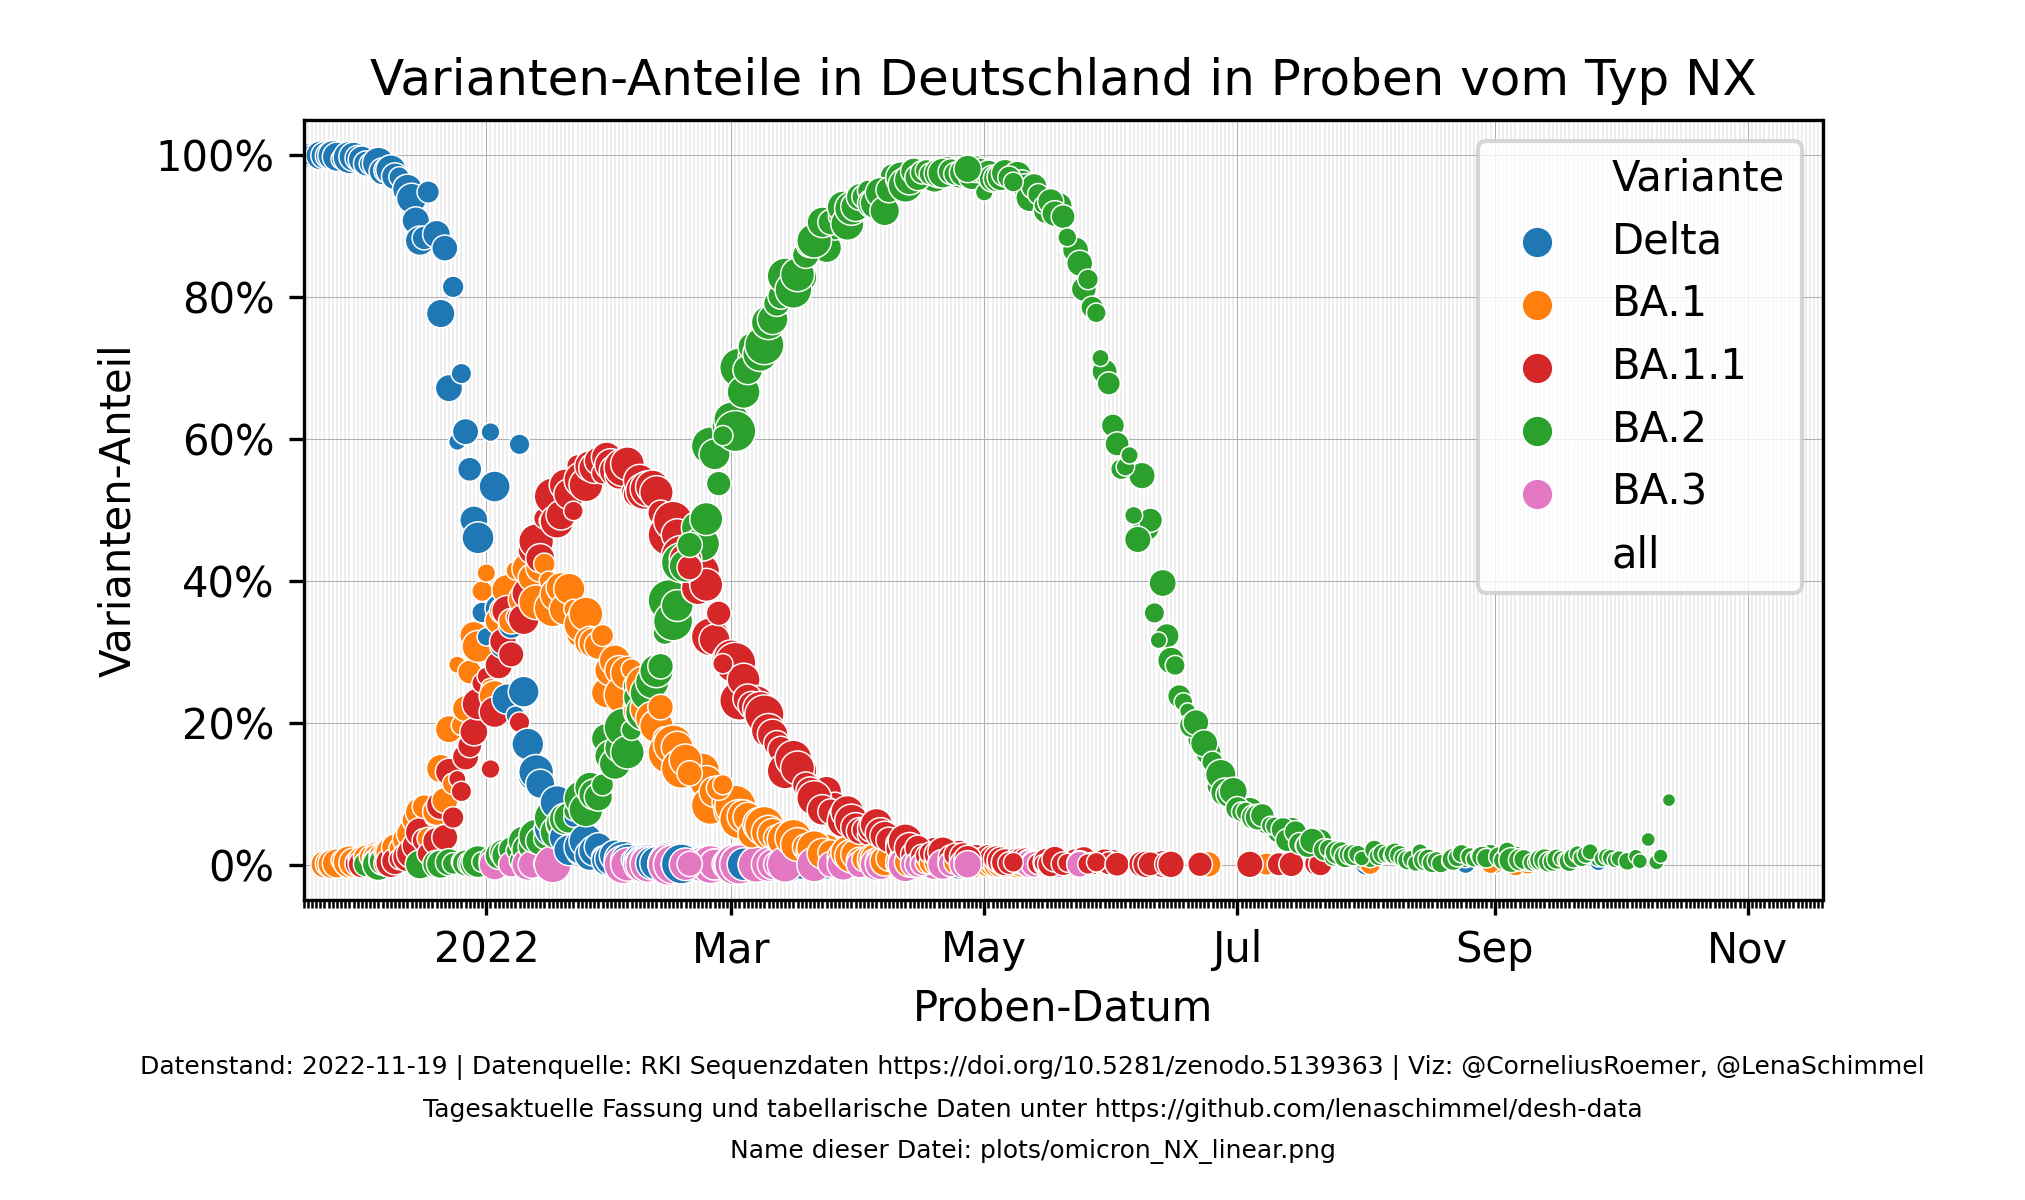 Varianten-Anteile in Deutschland in Proben vom Typ NX
Varianten-Anteil
100%
80%
60%
40%
20%
0%
Variante
Delta
BA.1
BA.1.1
BA.2
BA.3
all
2022
Mar
May
Jul
Sep
Nov
Proben-Datum
Datenstand: 2022-11-19 | Datenquelle: RKI Sequenzdaten https://doi.org/10.5281/zenodo.5139363 | Viz: @CorneliusRoemer, @LenaSchimmel
Tagesaktuelle Fassung und tabellarische Daten unter https://github.com/lenaschimmel/desh-data
Name dieser Datei: plots/omicron_NX_linear.png